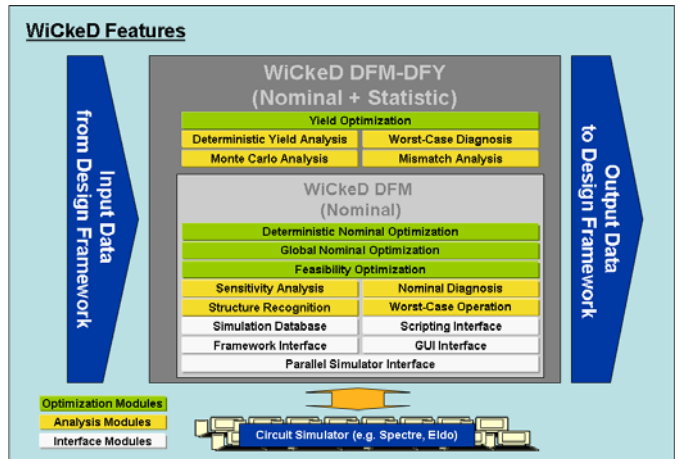 WiCkeD Features
Input Data
from Design Framework
WiCkeD DFM-DFY
(Nominal + Statistic)
Yield Optimization
Deterministic Yield Analysis
Worst-Case Diagnosis
Monte Carlo Analysis
Mismatch Analysis
WiCkeD DFM
(Nominal)
Deterministic Nominal Optimization
Global Nominal Optimization
Feasibility Optimization
Sensitivity Analysis
Nominal Diagnosis
Structure Recognition
Worst-Case Operation
Simulation Database
Scripting Interface
Framework Interface
GUI Interface
Parallel Simulator Interface
Output Data
to Design Framework
Optimization Modules
Analysis Modules
Interface Modules
Circuit Simulator (e.g. Spectre, Eldo)